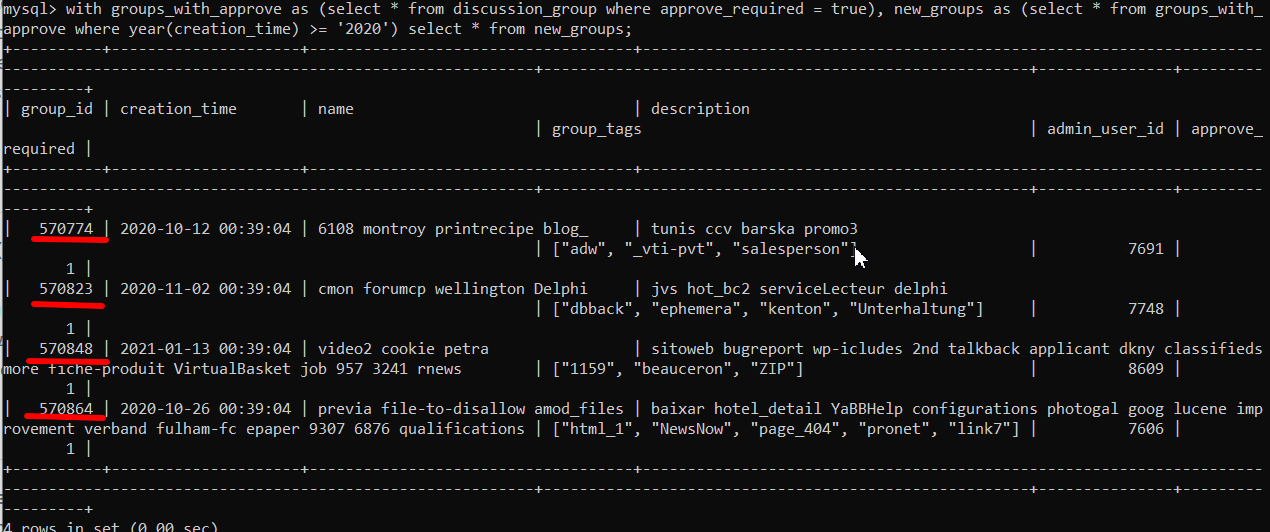 mysql> with groups_with_approve as (select * from discussion_group where approve_required = true), new_groups as (select * from groups_with_
approve where year(creation_time) >= '2020') select * from new_groups;
| group_id | creation_time | name | description
| group_tags | admin_user_id | approve_
required |
| 570774 | 2020-10-12 00:39:04 | 6108 montroy printrecipe blog_ | tunis ccv barska promo3
| ["adw", "_vti-pvt", "salesperson"] | 7691 |
1 |
| 570823 | 2020-11-02 00:39:04 | cmon forumcp wellington Delphi | jvs hot_bc2 serviceLecteur delphi
| ["dbback", "ephemera", "kenton", "Unterhaltung"] | 7748 |
1 |
| 570848 | 2021-01-13 00:39:04 | video2 cookie petra | sitoweb bugreport wp-icludes 2nd talkback applicant dkny classifieds
more fiche-produit VirtualBasket job 957 3241 rnews | ["1159", "beauceron", "ZIP"] | 8609 |
1 |
| 570864 | 2020-10-26 00:39:04 | previa file-to-disallow amod_files | baixar hotel_detail YaBBHelp configurations photogal goog lucene imp
rovement verband fulham-fc epaper 9307 6876 qualifications | ["html_1", "NewsNow", "page_404", "pronet", "link7"] | 7606 |
1 |
4 rows in set (0.00 sec)